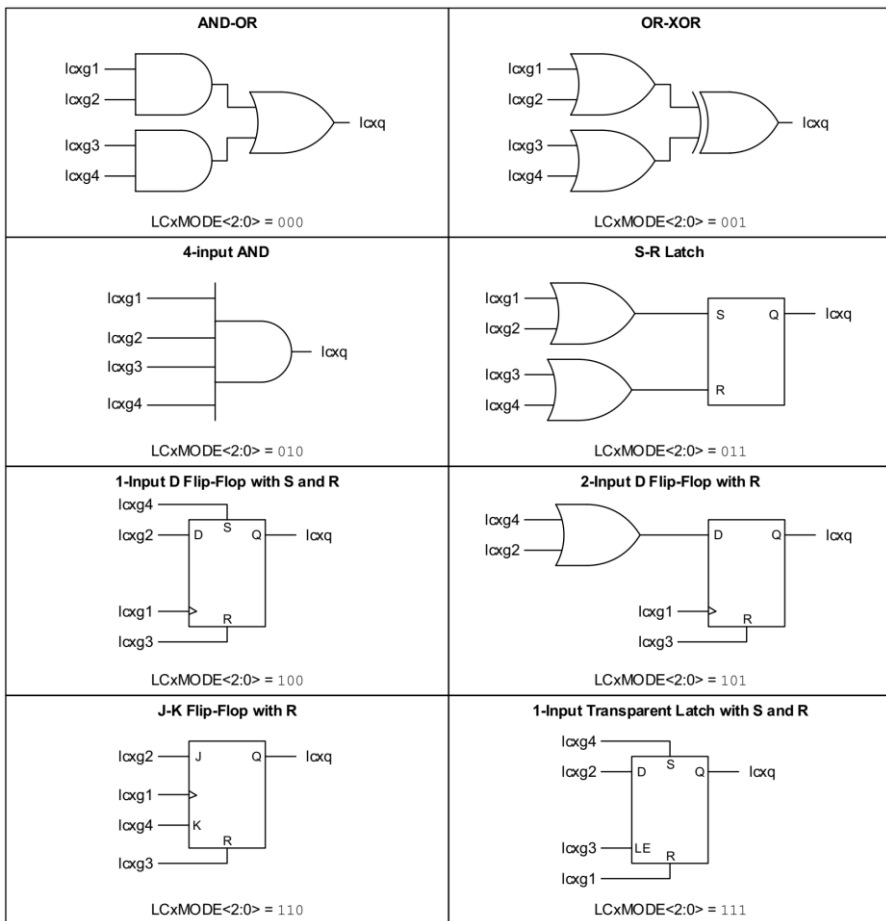 AND-OR
lcxg1
lcxg2
lcxg3
lcxg4
lcxq
LCxMODE<2:0> = 000
OR-XOR
lcxg1
lcxg2
lcxg3
lcxg4
lcxq
LCxMODE<2:0> = 001
4-input AND
lcxg1
lcxg2
lcxg3
lcxg4
lcxq
LCxMODE<2:0> = 010
S-R Latch
lcxg1
lcxg2
lcxg3
lcxg4
S
Q
lcxq
R
LCxMODE<2:0> = 011
1-Input D Flip-Flop with S and R
lcxg4
S
lcxg2
D
Q
lcxq
lcxg1
R
lcxg3
LCxMODE<2:0> = 100
2-Input D Flip-Flop with R
lcxg4
lcxg2
D
Q
lcxq
lcxg1
R
lcxg3
LCxMODE<2:0> = 101
J-K Flip-Flop with R
lcxg2
J
Q
lcxq
lcxg1
lcxg4
K
R
lcxg3
LCxMODE<2:0> = 110
1-Input Transparent Latch with S and R
lcxg4
S
lcxg2
D
Q
lcxq
lcxg3
LE
R
lcxg1
LCxMODE<2:0> = 111